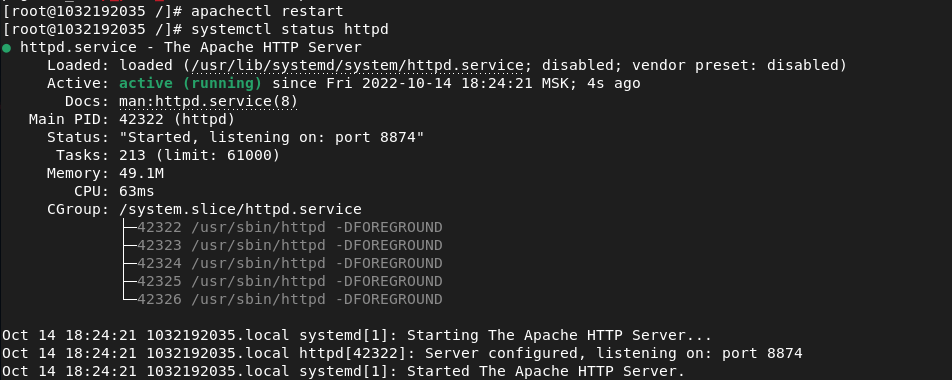 [root@1032192035 /]# apachectl restart
[root@1032192035 /]# systemctl status httpd
● httpd.service - The Apache HTTP Server
     Loaded: loaded (/usr/lib/systemd/system/httpd.service; disabled; vendor preset: disabled)
     Active: active (running) since Fri 2022-10-14 18:24:21 MSK; 4s ago
       Docs: man:httpd.service(8)
   Main PID: 42322 (httpd)
     Status: "Started, listening on: port 8874"
      Tasks: 213 (limit: 61000)
     Memory: 49.1M
        CPU: 63ms
     CGroup: /system.slice/httpd.service
             ├─42322 /usr/sbin/httpd -DFOREGROUND
             ├─42323 /usr/sbin/httpd -DFOREGROUND
             ├─42324 /usr/sbin/httpd -DFOREGROUND
             ├─42325 /usr/sbin/httpd -DFOREGROUND
             └─42326 /usr/sbin/httpd -DFOREGROUND

Oct 14 18:24:21 1032192035.local systemd[1]: Starting The Apache HTTP Server...
Oct 14 18:24:21 1032192035.local httpd[42322]: Server configured, listening on: port 8874
Oct 14 18:24:21 1032192035.local systemd[1]: Started The Apache HTTP Server.